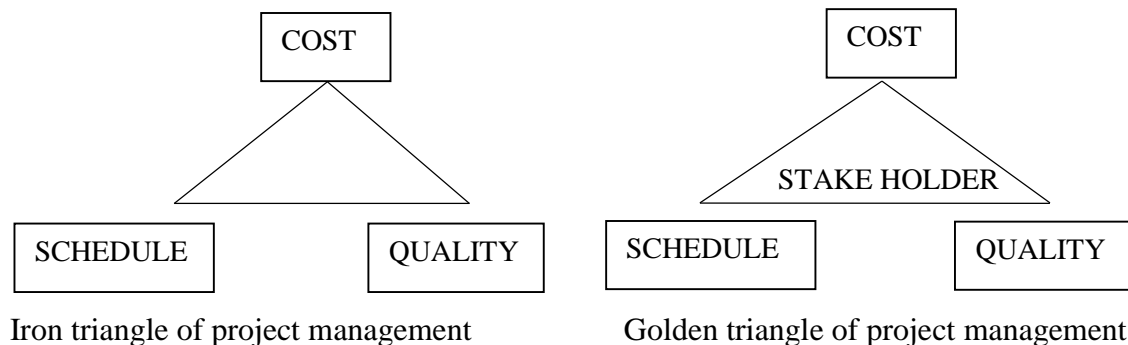 COST
COST
STAKE HOLDER
SCHEDULE
QUALITY
SCHEDULE
QUALITY
Iron triangle of project management
Golden triangle of project management